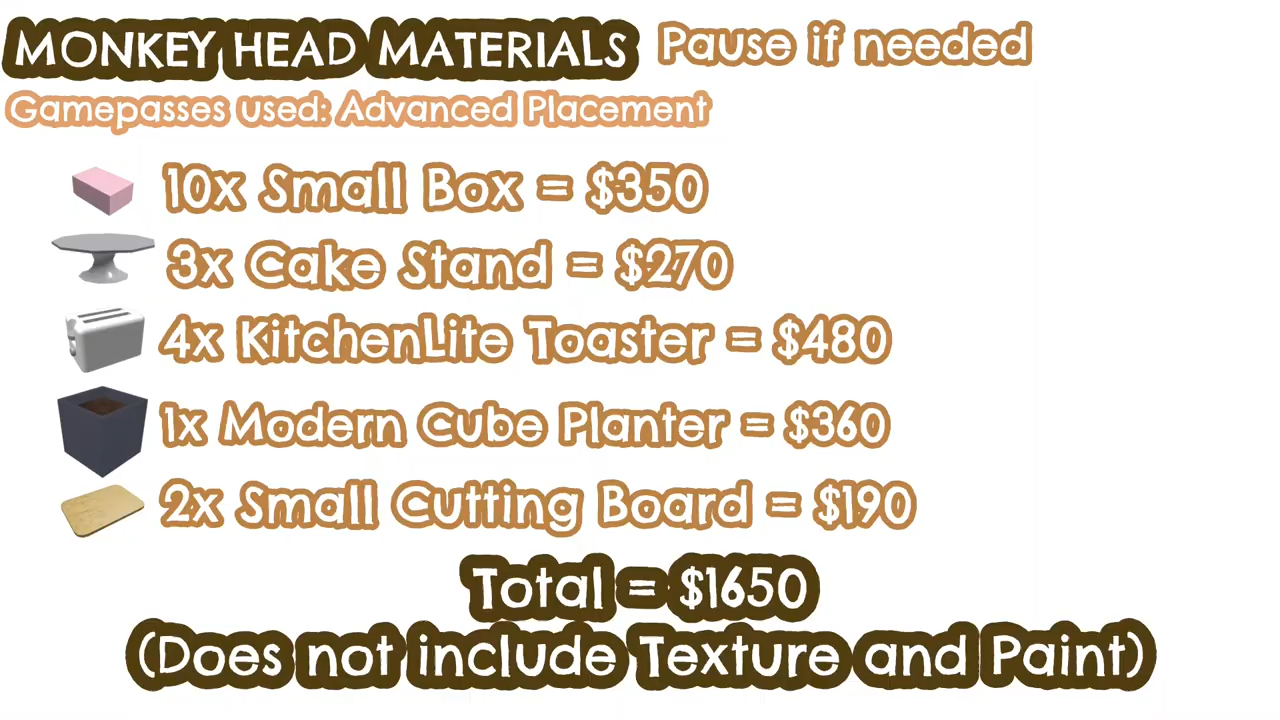 MONKEY HEAD MATERIALS Pause if needed
Gamepasses used: Advanced Placement
10x Small Box = $350
3x Cake Stand = $270
4x KitchenLite Toaster = $480
1x Modern Cube Planter = $360
2x Small Cutting Board = $190
Total = $1650
(Does not include Texture and Paint)